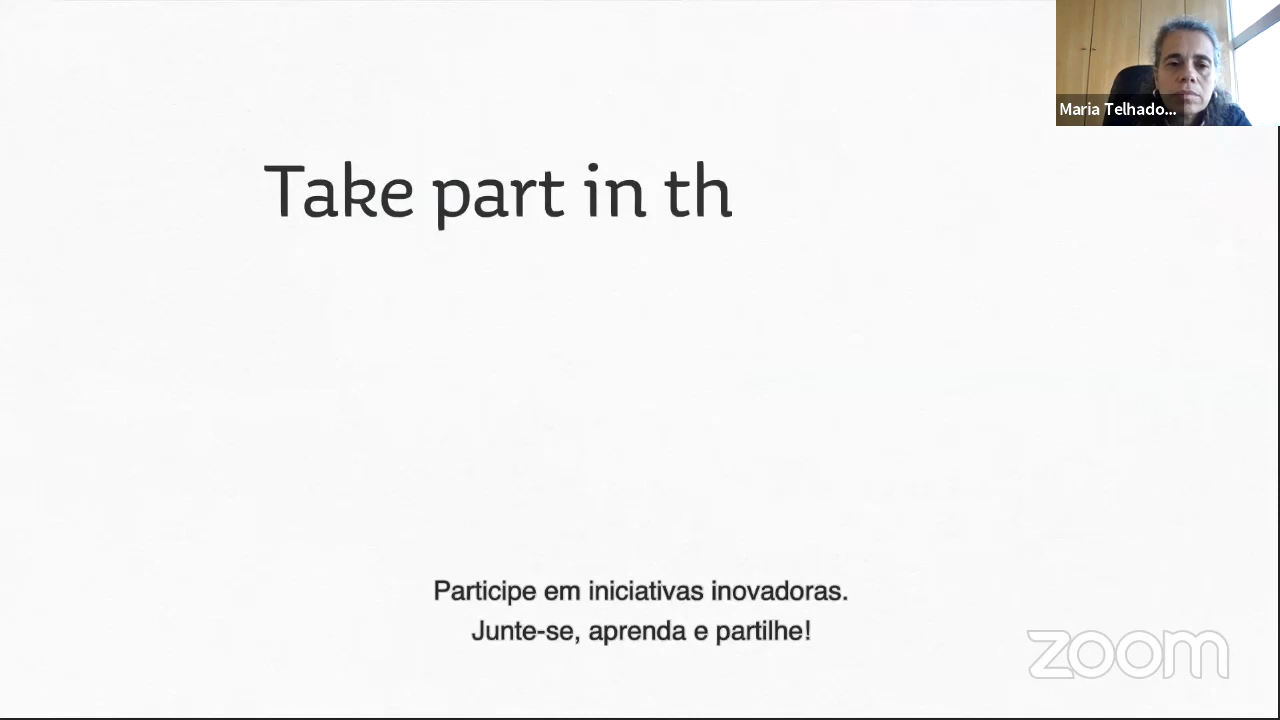 Maria Telhado...
Take part in th
Participe em iniciativas inovadoras.
Junte-se, aprenda e partilhe!
zoom